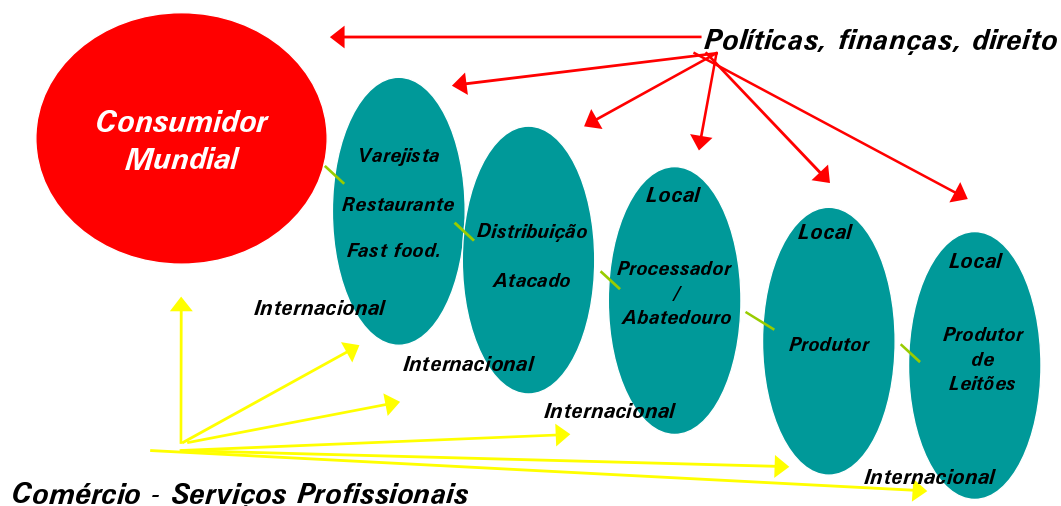 Políticas, finanças, direito
Consumidor
Mundial
Varejista
Restaurante
Fast food.
Internacional
Distribuição
Atacado
Internacional
Local
Processador
/
Abatedouro
Internacional
Local
Produtor
Local
Produtor
de
Leitões
Internacional
Comércio - Serviços Profissionais